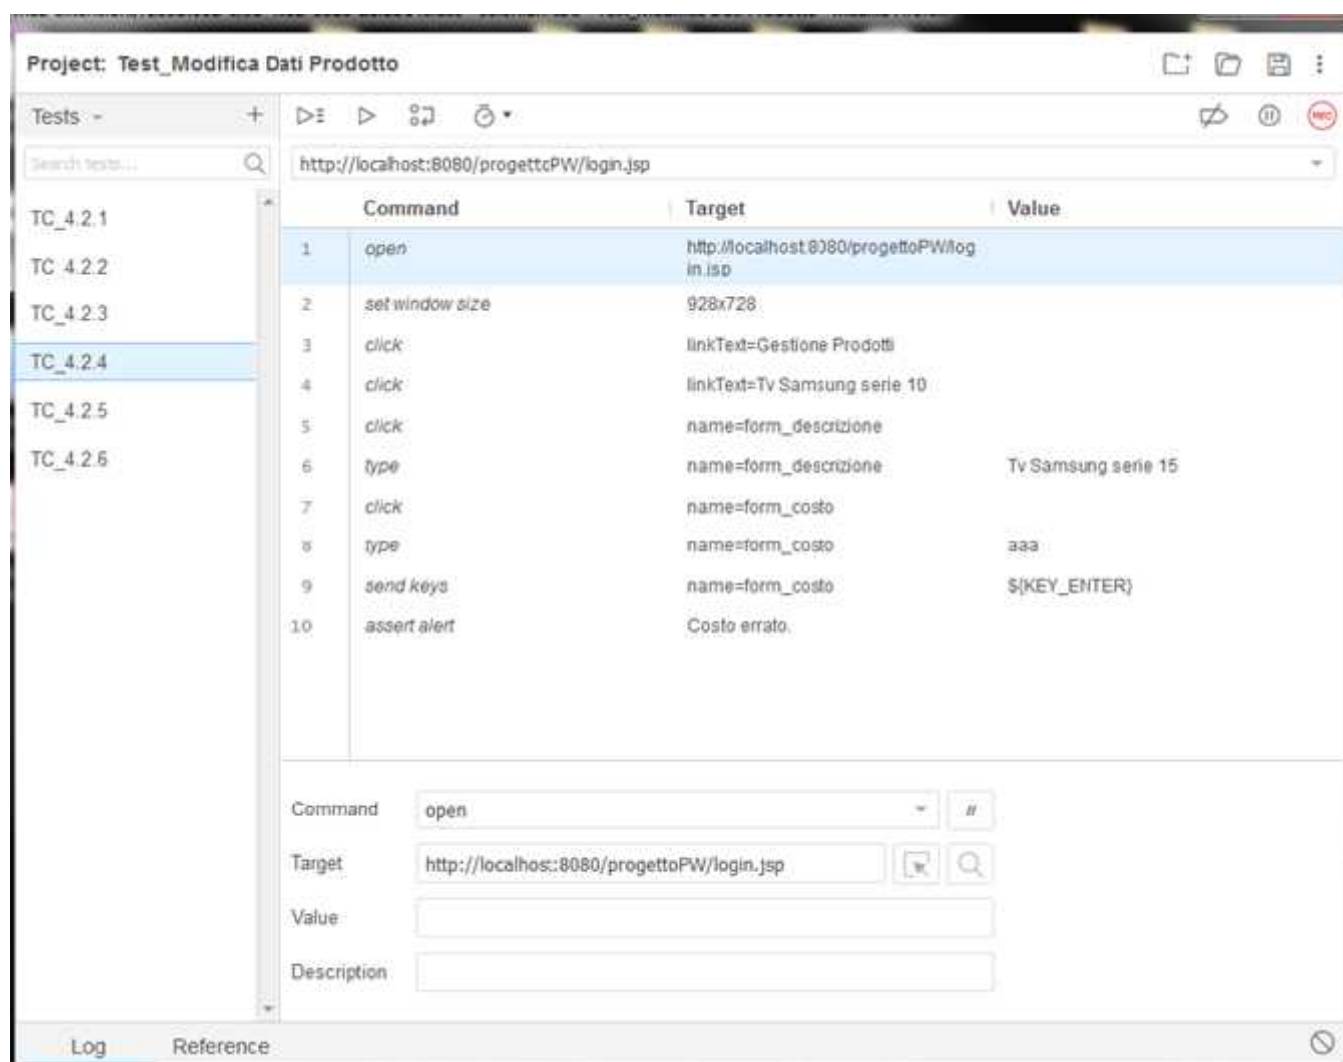 Project: Test_Modifica Dati Prodotto
Tests
Search tests...
http://localhost:8080/progettoPW/login.jsp
Command Target Value
TC_4.2.1
TC_4.2.2
TC_4.2.3
TC_4.2.4
TC_4.2.5
TC_4.2.6
1 open http://localhost:8080/progettoPW/log
in.jsp
2 set window size 928x728
3 click linkText=Gestione Prodotti
4 click linkText=Tv Samsung serie 10
5 click name=form_descrizione
6 type name=form_descrizione Tv Samsung serie 15
7 click name=form_costo
8 type name=form_costo aaa
9 send keys name=form_costo ${KEY_ENTER}
10 assert alert Costo errato.
Command open //
Target http://localhost:8080/progettoPW/login.jsp
Value
Description
Log Reference
REC